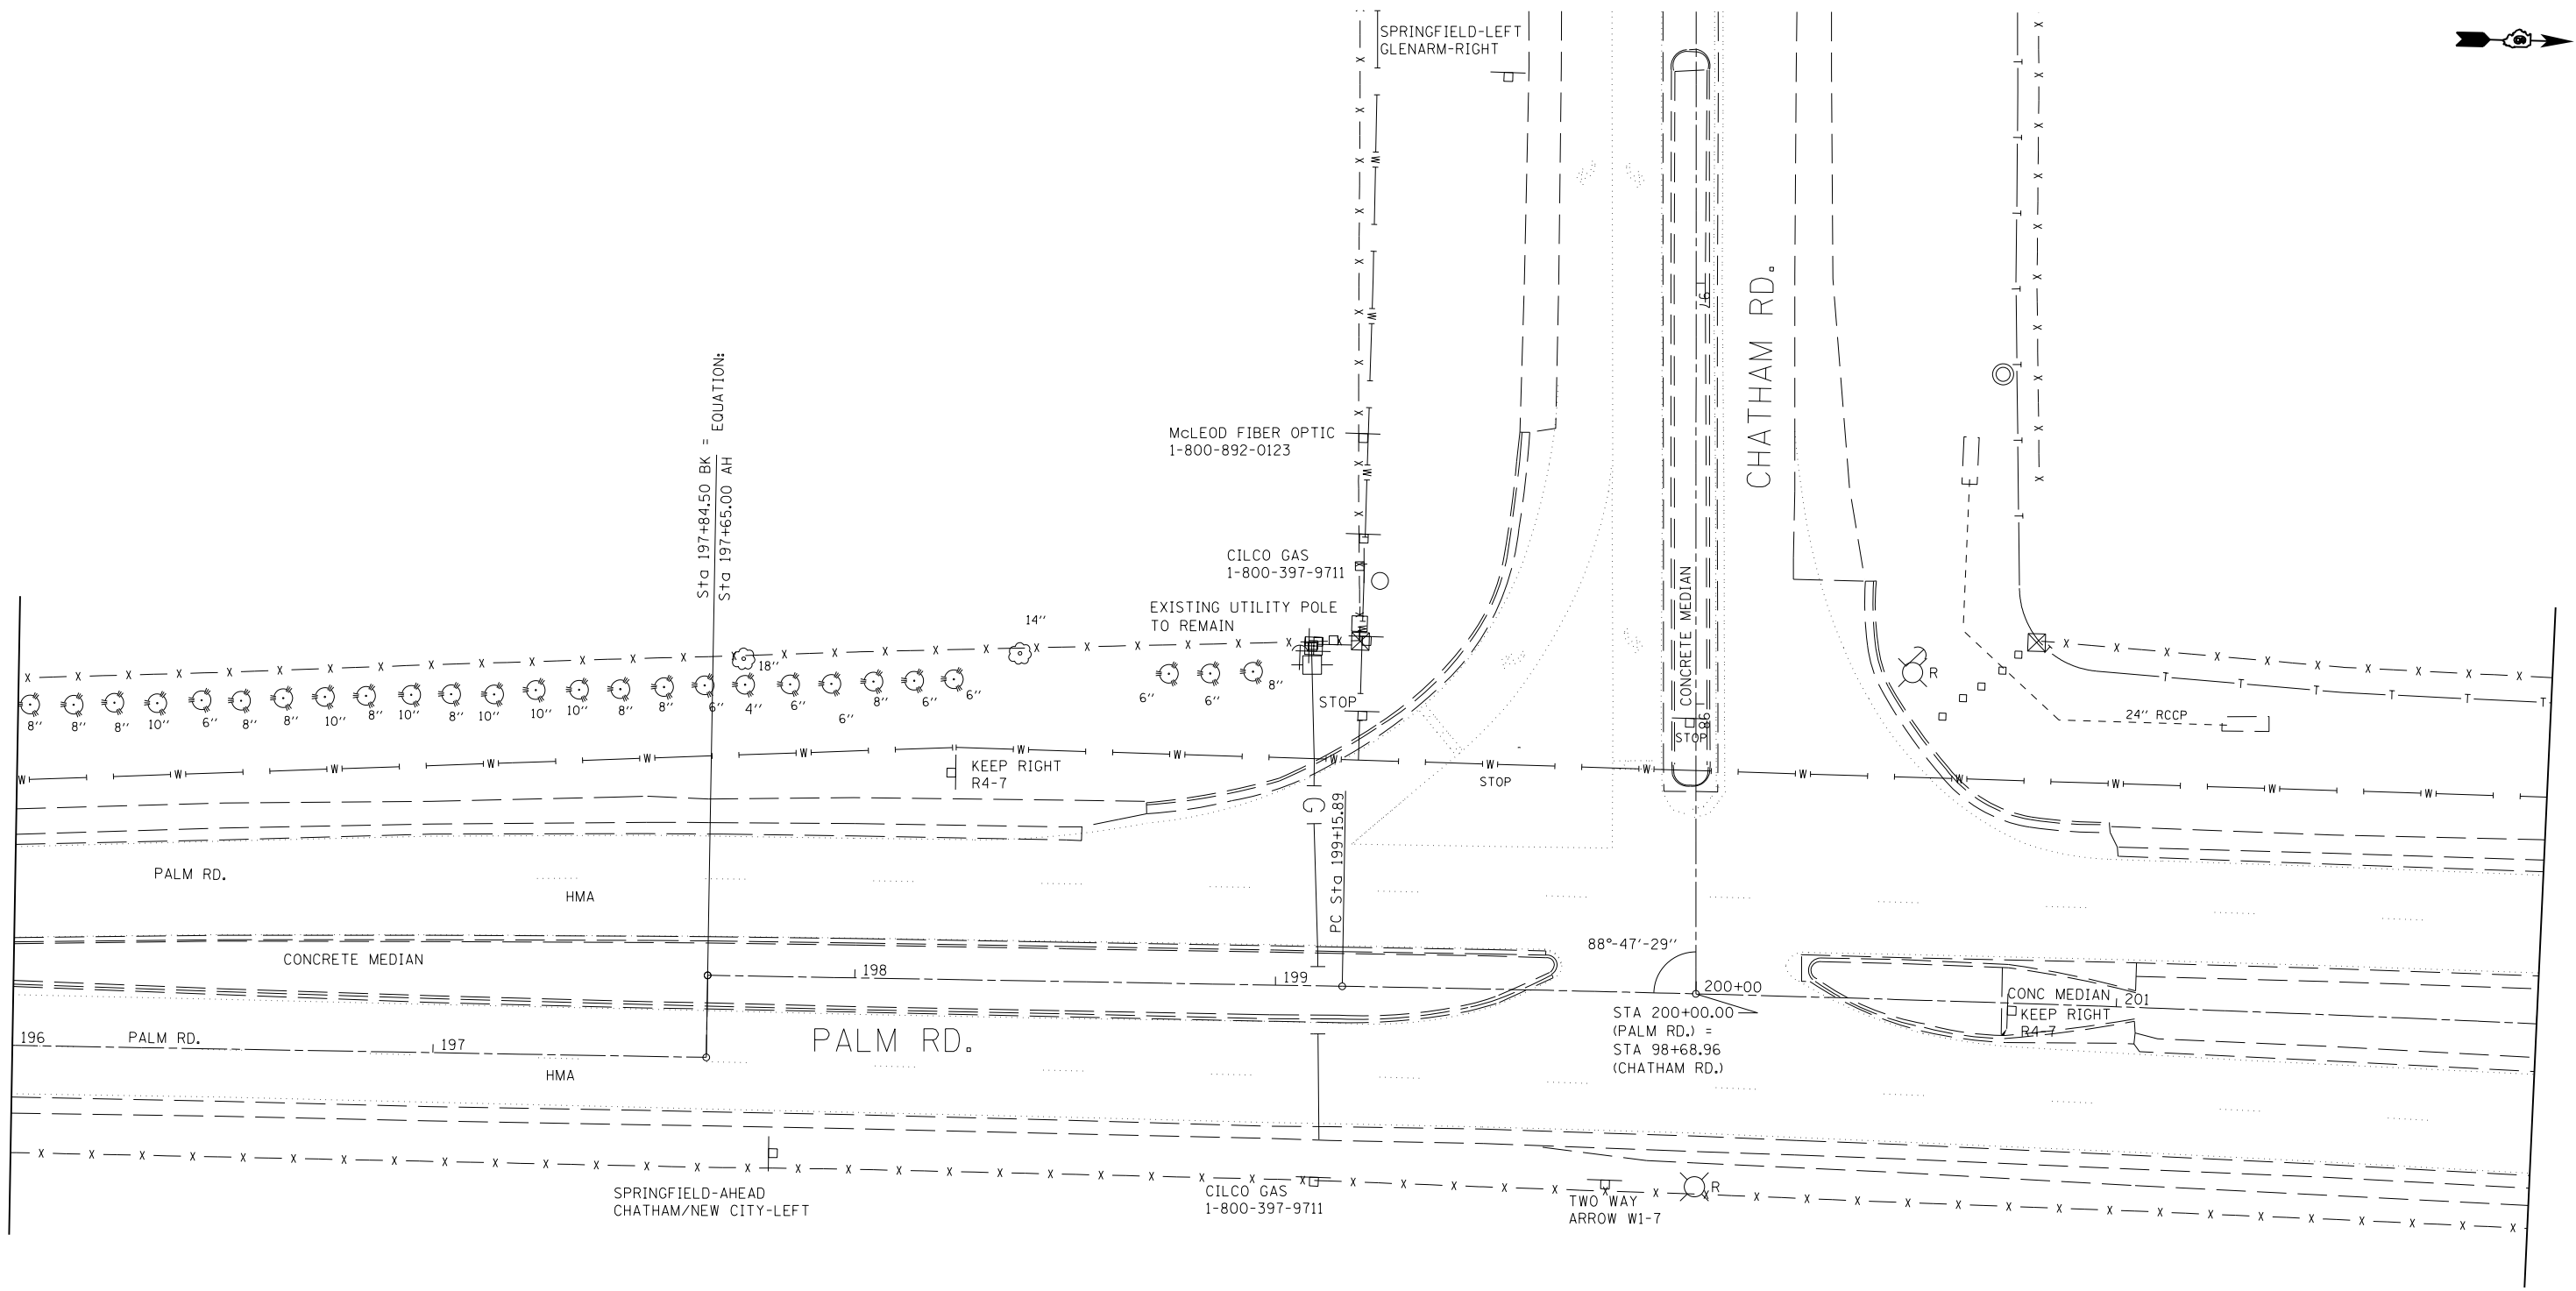 SPRINGFIELD-LEFT
GLENARM-RIGHT
CHATHAM RD.
97
Sta 197+84.50 BK = EQUATION:
Sta 197+65.00 AH
McLEOD FIBER OPTIC
1-800-892-0123
CILCO GAS
1-800-397-9711
EXISTING UTILITY POLE
TO REMAIN
14''
18''
CONCRETE MEDIAN
98
STOP
STOP
STOP
R
24'' RCCP
8''
8''
8''
10''
6''
8''
8''
10''
8''
10''
8''
10''
10''
10''
8''
8''
6''
4''
6''
6''
8''
6''
6''
6''
6''
8''
KEEP RIGHT
R4-7
G
PC Sta 199+15.89
PALM RD.
HMA
CONCRETE MEDIAN
198
199
88°-47'-29''
200+00
CONC MEDIAN
201
KEEP RIGHT
R4-7
STA 200+00.00
(PALM RD.) =
STA 98+68.96
(CHATHAM RD.)
196
PALM RD.
197
PALM RD.
HMA
SPRINGFIELD-AHEAD
CHATHAM/NEW CITY-LEFT
CILCO GAS
1-800-397-9711
TWO WAY
ARROW W1-7
R